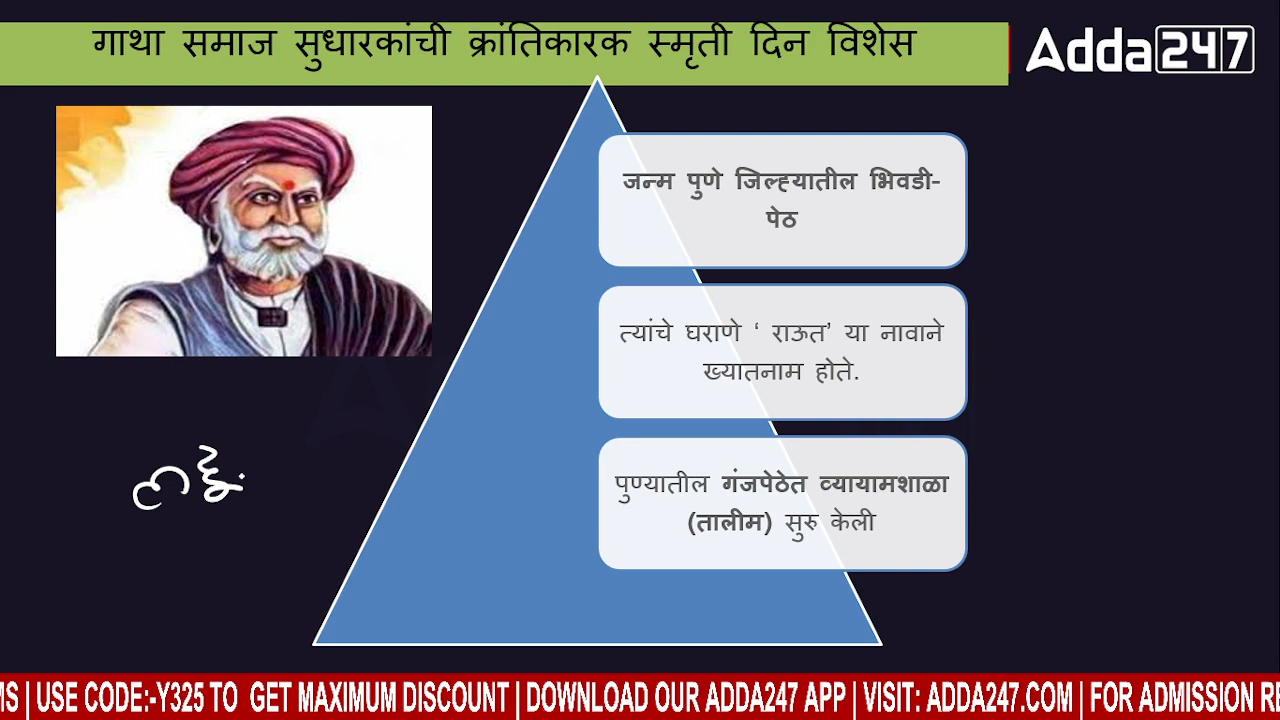 गाथा समाज सुधारकांची क्रांतिकारक स्मृती दिन विशेस
Adda247
जन्म पुणे जिल्ह्यातील भिवडी-
पेठ
त्यांचे घराणे ‘ राऊत’ या नावाने
ख्यातनाम होते.
पुण्यातील गंजपेठेत व्यायामशाळा
(तालीम) सुरु केली
MS | USE CODE:-Y325 TO GET MAXIMUM DISCOUNT | DOWNLOAD OUR ADDA247 APP | VISIT: ADDA247.COM | FOR ADMISSION RE